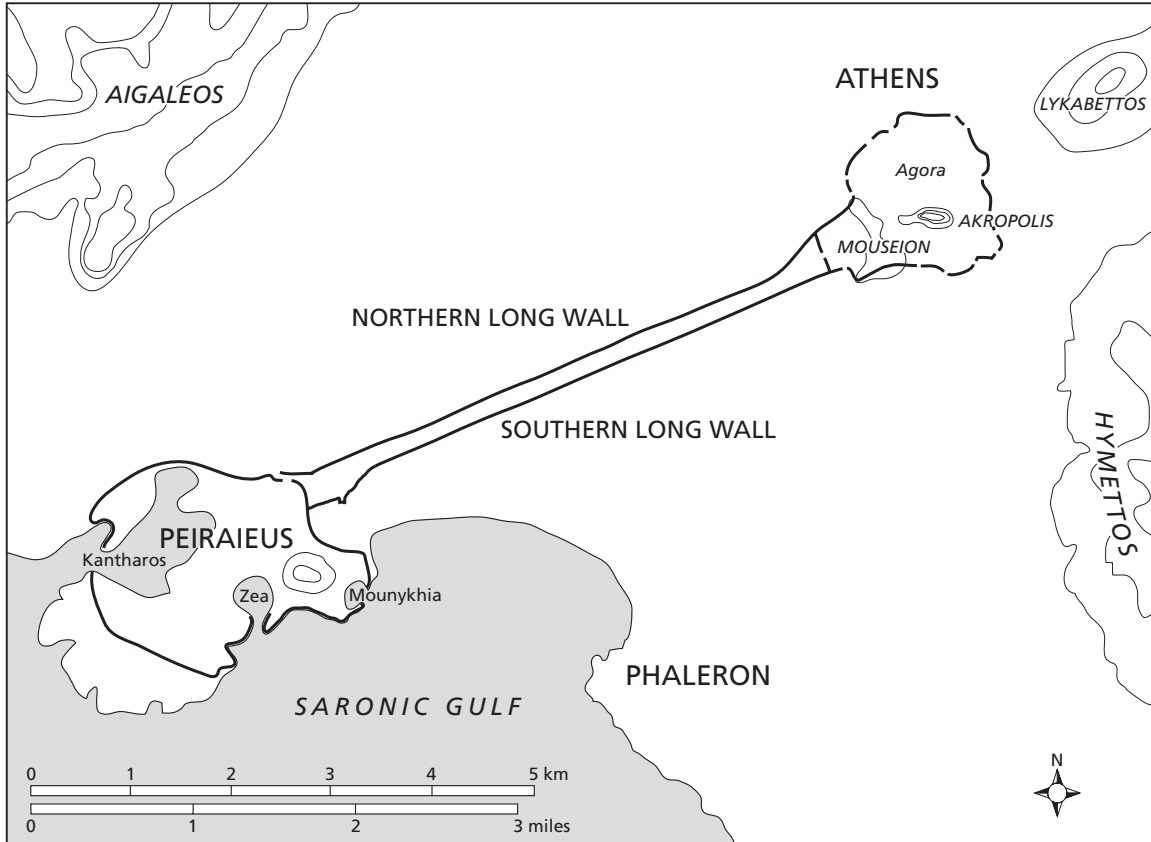 ATHENS
AIGALEOS
LYKABETTOS
Agora
AKROPOLIS
MOUSEION
NORTHERN LONG WALL
SOUTHERN LONG WALL
HYMETTOS
PEIRAIEUS
Kantharos
Zea
Mounykhia
PHALERON
SARONIC GULF
N
0 1 2 3 4 5 km
0 1 2 3 miles